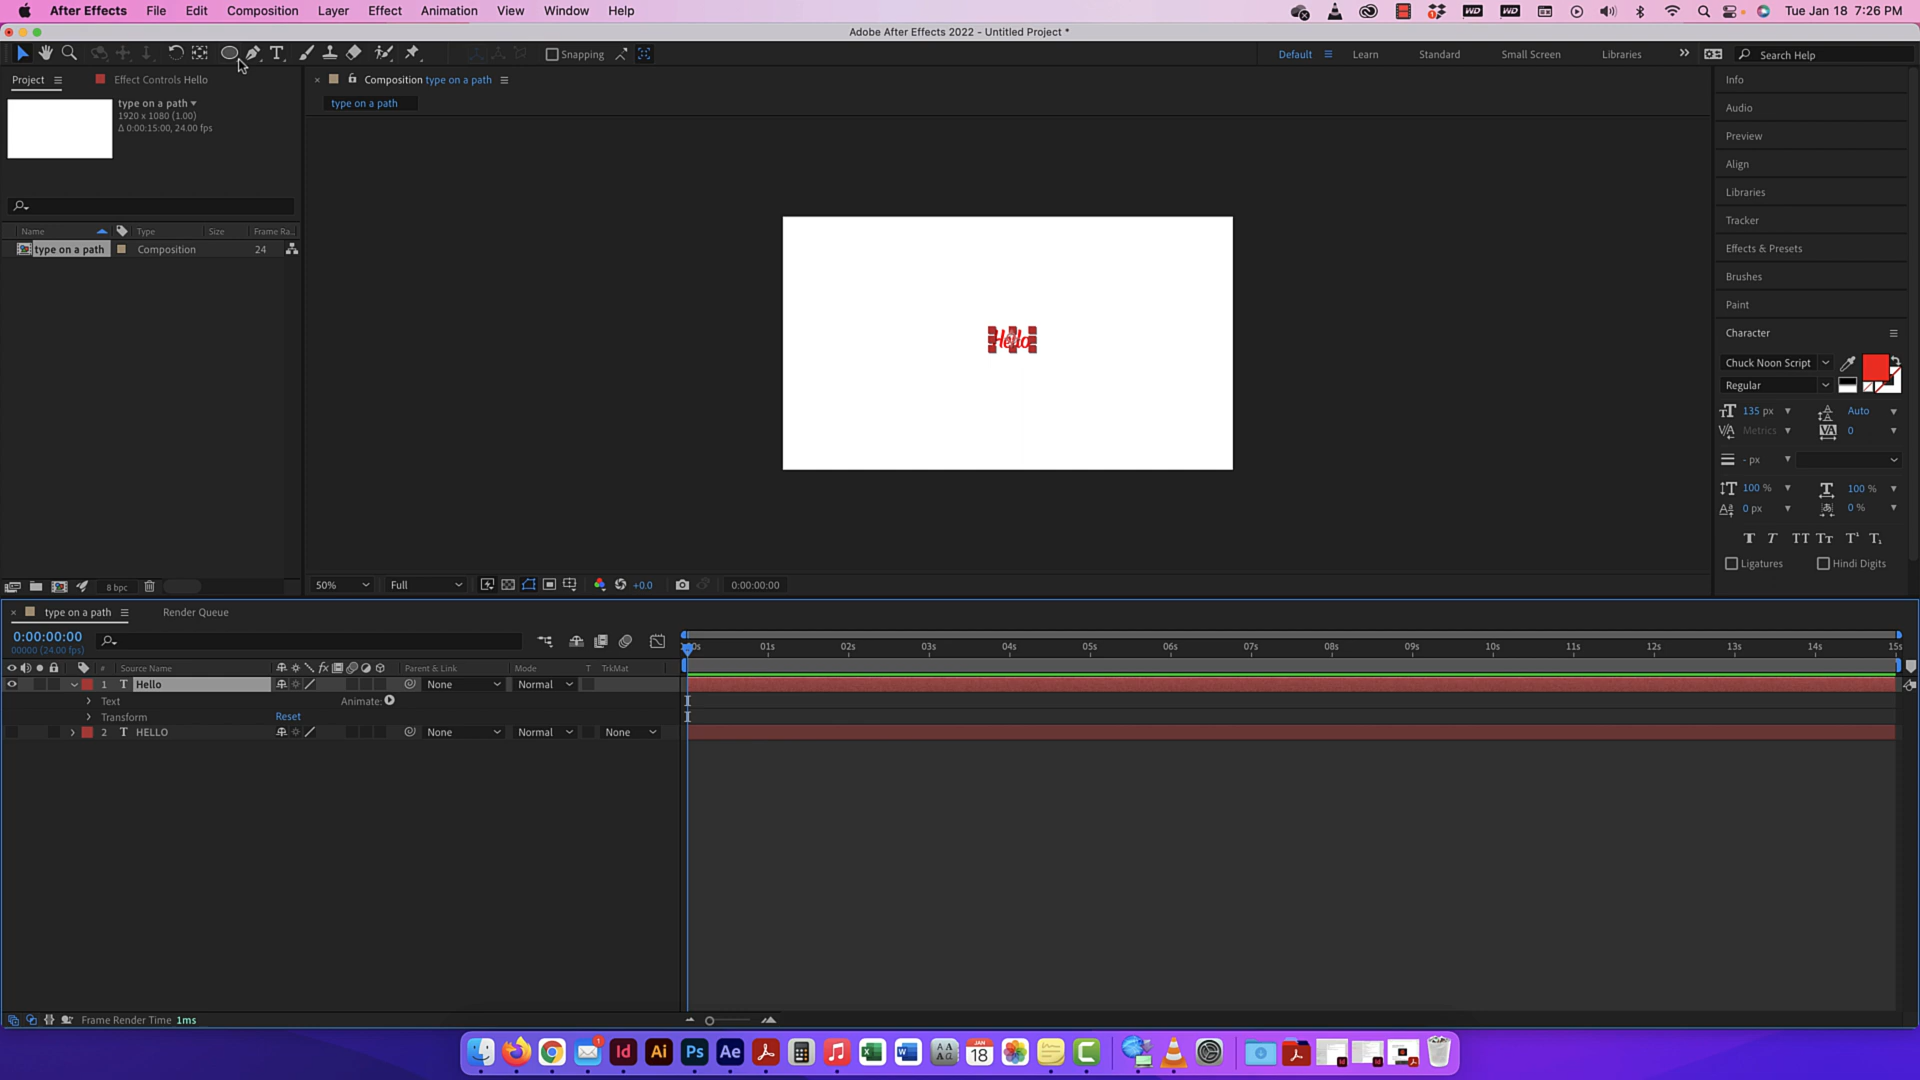 After Effects File Edit Composition Layer Effect Animation View Window Help
Tue Jan 18 7:26 PM
Adobe After Effects 2022 - Untitled Project *
Snapping
Default Learn Standard Small Screen Libraries Search Help
Project
Effect Controls Hello
Composition type on a path
type on a path
1920 x 1080 (1.00)
Δ 0:00:15:00, 24.00 fps
type on a path
Name Type Size Frame Ra..
type on a path Composition 24
Hello
Info
Audio
Preview
Align
Libraries
Tracker
Effects & Presets
Brushes
Paint
Character
Chuck Noon Script
Regular
135 px Auto
Metrics 0
- px
100 % 100 %
0 px 0 %
Ligatures Hindi Digits
8 bpc
50% Full +0.0 0:00:00:00
type on a path Render Queue
0:00:00:00
00000 (24.00 fps)
# Source Name Parent & Link Mode T TrkMat
01s 02s 03s 04s 05s 06s 07s 08s 09s 10s 11s 12s 13s 14s 15s
1 T Hello None Normal
Text Animate:
Transform Reset
2 T HELLO None Normal None
Frame Render Time 1ms
Id Ai Ps Ae
JAN
18